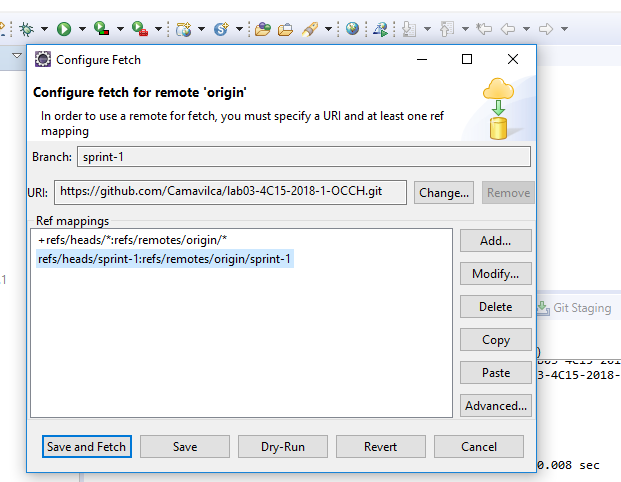 Configure Fetch
Configure fetch for remote 'origin'
In order to use a remote for fetch, you must specify a URI and at least one ref
mapping
Branch: sprint-1
URI: https://github.com/Camavilca/lab03-4C15-2018-1-OCCH.git Change... Remove
Ref mappings
+refs/heads/*:refs/remotes/origin/* Add...
refs/heads/sprint-1:refs/remotes/origin/sprint-1
Modify...
Delete
Git Staging
Copy
Paste
3-4C15-2018-
Advanced...
Save and Fetch Save Dry-Run Revert Cancel
0.008 sec